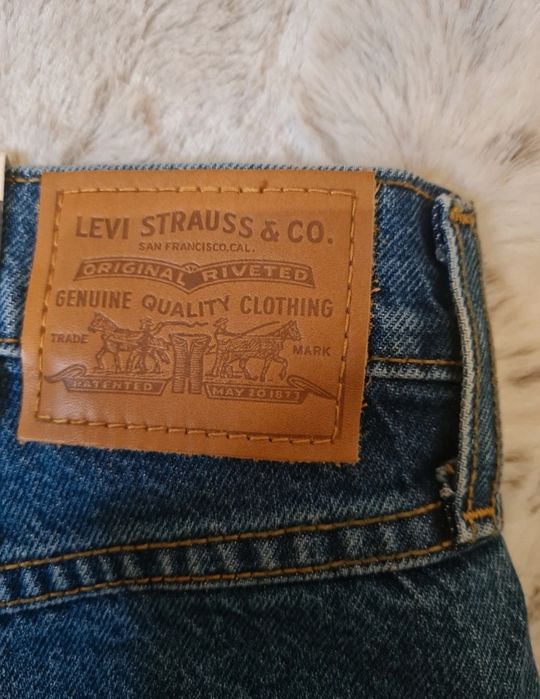 LEVI STRAUSS & CO.
SAN FRANCISCO, CAL.
ORIGINAL RIVETED
GENUINE QUALITY CLOTHING
TRADE MARK
PATENTED MAY 20 1873